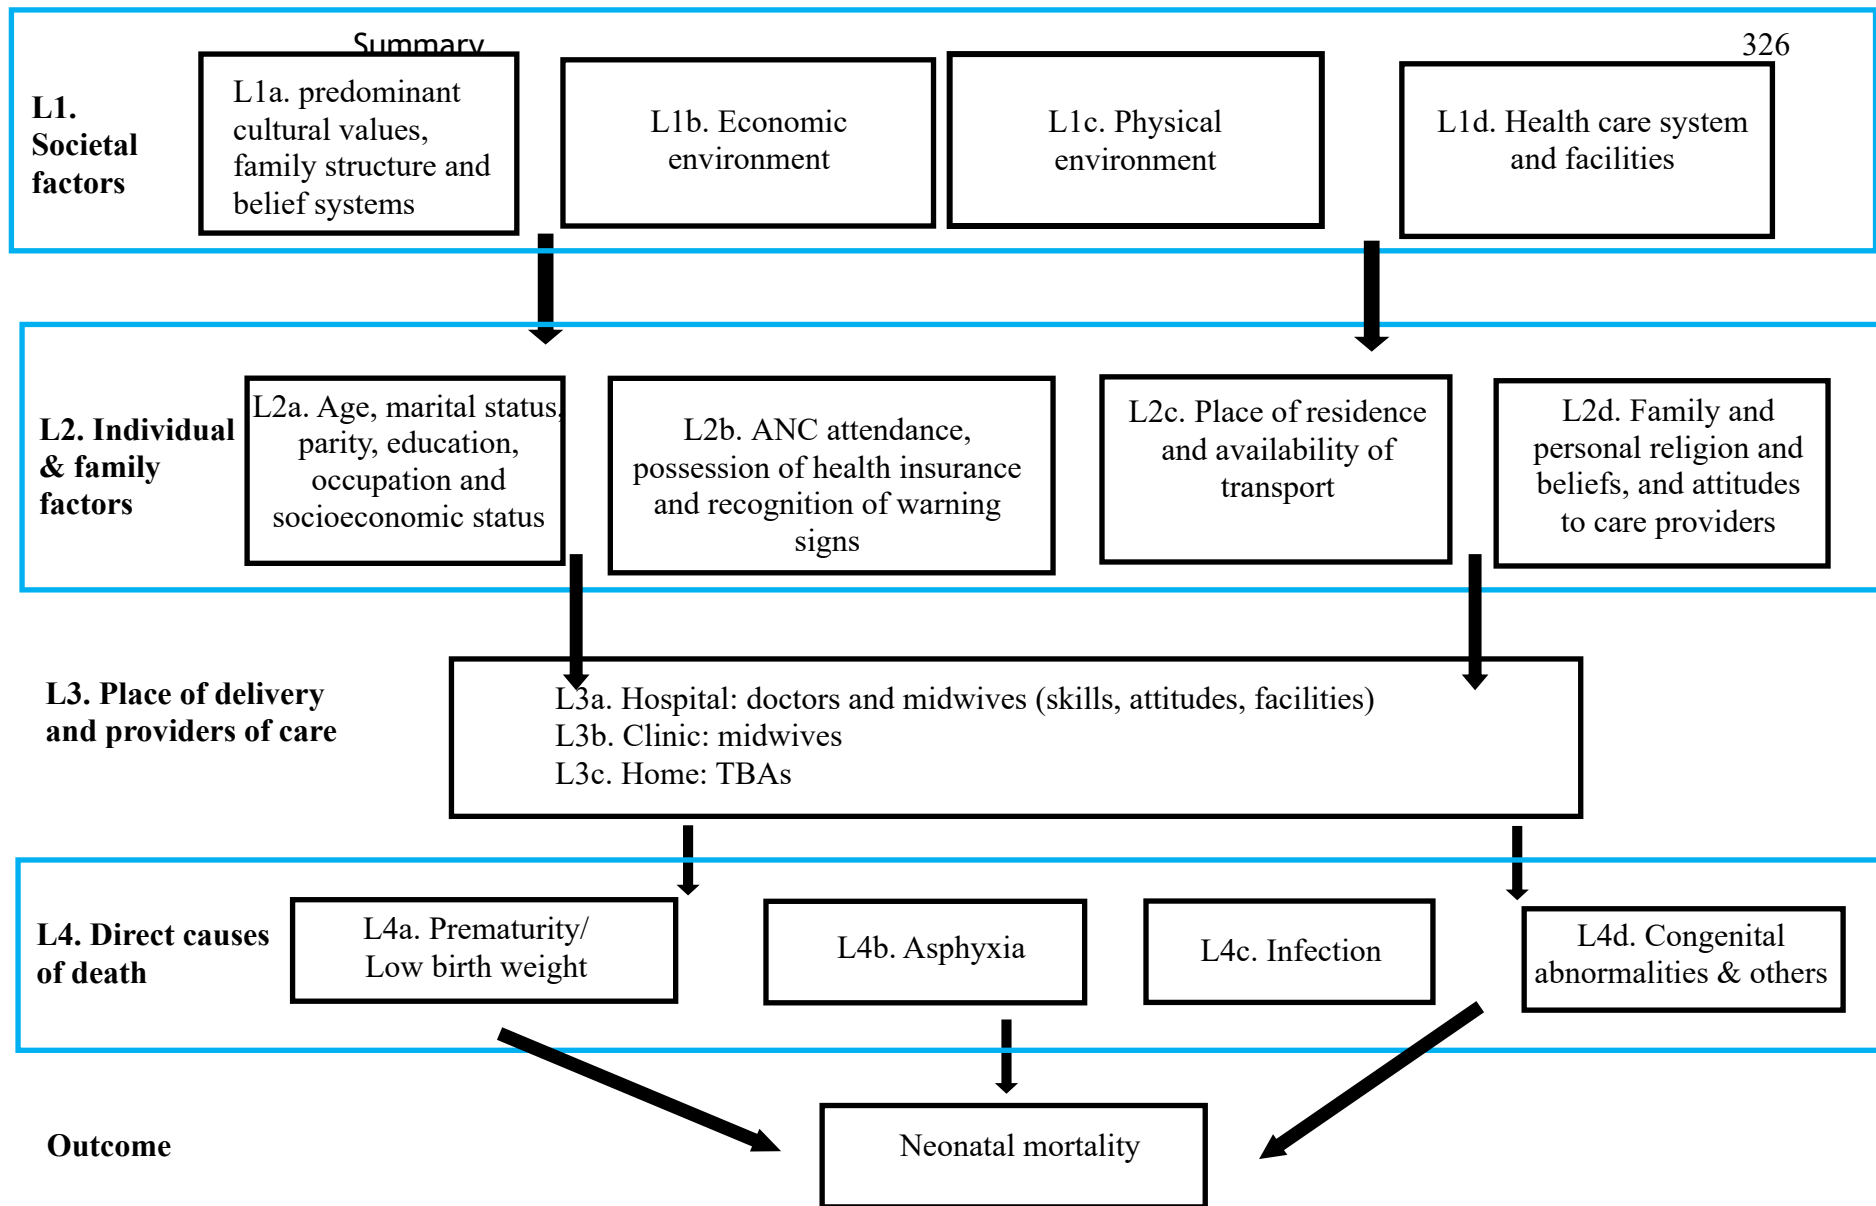 Summary
326
L1.
Societal
factors
L1a. predominant
cultural values,
family structure and
belief systems
L1b. Economic
environment
L1c. Physical
environment
L1d. Health care system
and facilities
L2. Individual
& family
factors
L2a. Age, marital status,
parity, education,
occupation and
socioeconomic status
L2b. ANC attendance,
possession of health insurance
and recognition of warning
signs
L2c. Place of residence
and availability of
transport
L2d. Family and
personal religion and
beliefs, and attitudes
to care providers
L3. Place of delivery
and providers of care
L3a. Hospital: doctors and midwives (skills, attitudes, facilities)
L3b. Clinic: midwives
L3c. Home: TBAs
L4. Direct causes
of death
L4a. Prematurity/
Low birth weight
L4b. Asphyxia
L4c. Infection
L4d. Congenital
abnormalities & others
Outcome
Neonatal mortality